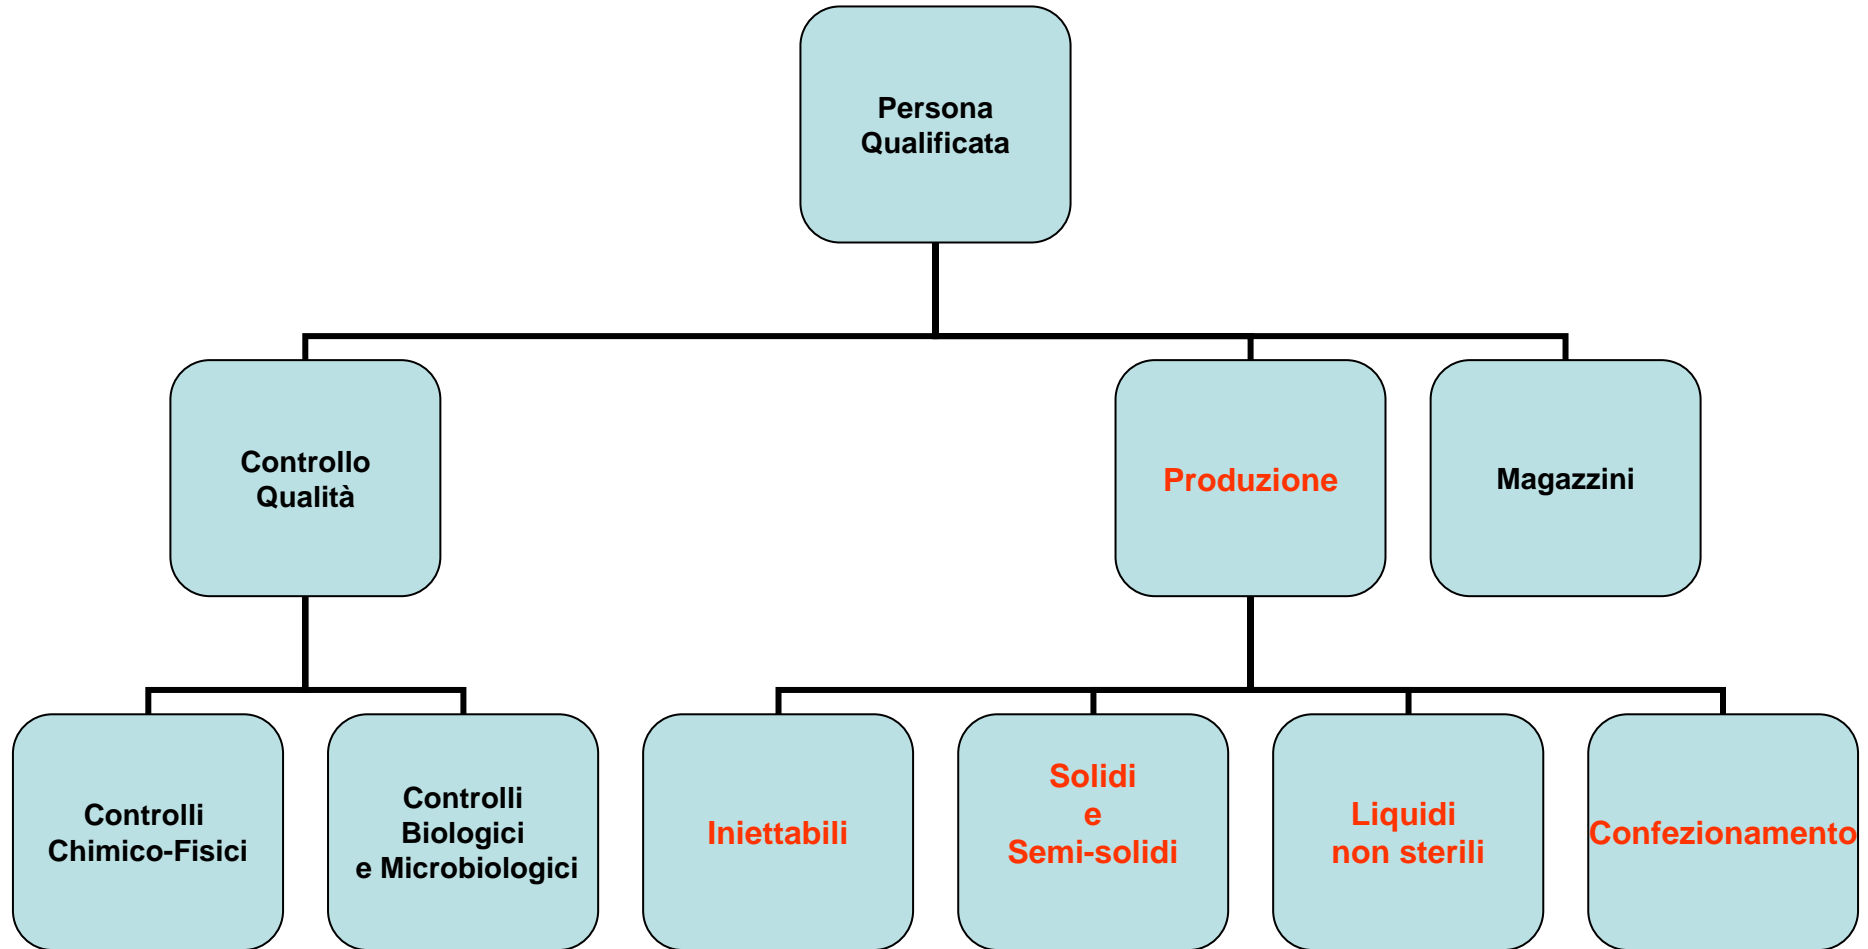 Persona
Qualificata
Controllo
Qualità
Produzione
Magazzini
Controlli
Chimico-Fisici
Controlli
Biologici
e Microbiologici
Iniettabili
Solidi
e
Semi-solidi
Liquidi
non sterili
Confezionamento